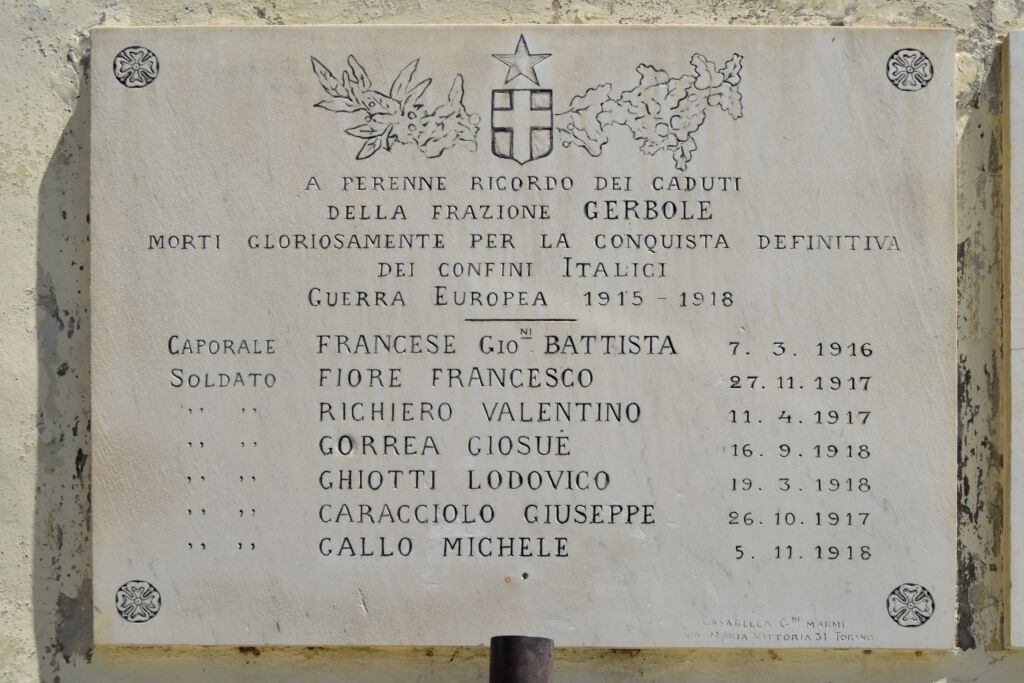 A PERENNE RICORDO DEI CADUTI
DELLA FRAZIONE GERBOLE
MORTI GLORIOSAMENTE PER LA CONQUISTA DEFINITIVA
DEI CONFINI ITALICI
GUERRA EUROPEA 1915-1918
CAPORALE FRANCESE GIO.NI BATTISTA 7. 3. 1916
SOLDATO FIORE FRANCESCO 27. 11. 1917
,, ,, RICHIERO VALENTINO 11. 4. 1917
,, ,, GORREA GIOSUÈ 16. 9. 1918
,, ,, GHIOTTI LODOVICO 19. 3. 1918
,, ,, CARACCIOLO GIUSEPPE 26. 10. 1917
,, ,, GALLO MICHELE 5. 11. 1918
CASABELLA G.NI MARMI
VIA MARIA VITTORIA 31 TORINO